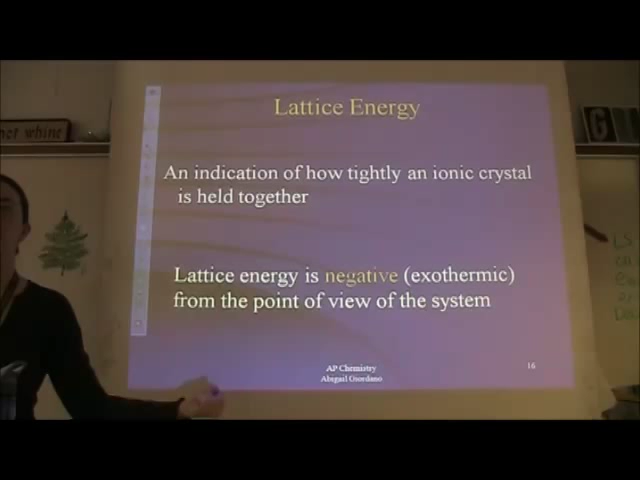 Lattice Energy
not whine
An indication of how tightly an ionic crystal
is held together
Lattice energy is negative (exothermic)
from the point of view of the system
AP Chemistry
Abigail Giordano
16